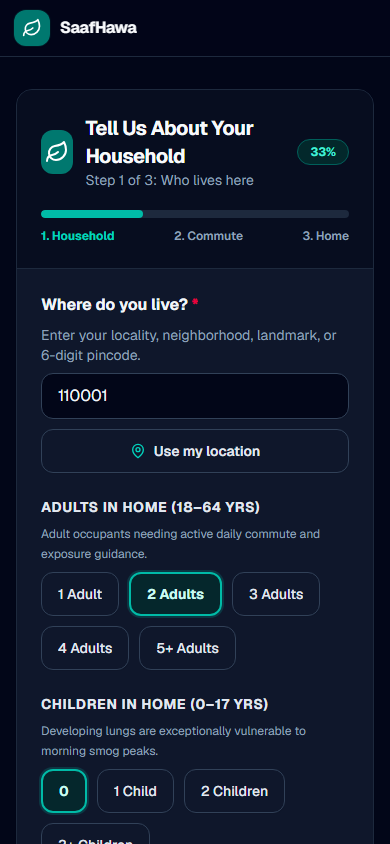 SaafHawa
Tell Us About Your
Household
Step 1 of 3: Who lives here
33%
1. Household
2. Commute
3. Home
Where do you live? *
Enter your locality, neighborhood, landmark, or
6-digit pincode.
110001
Use my location
ADULTS IN HOME (18–64 YRS)
Adult occupants needing active daily commute and
exposure guidance.
1 Adult
2 Adults
3 Adults
4 Adults
5+ Adults
CHILDREN IN HOME (0–17 YRS)
Developing lungs are exceptionally vulnerable to
morning smog peaks.
0
1 Child
2 Children